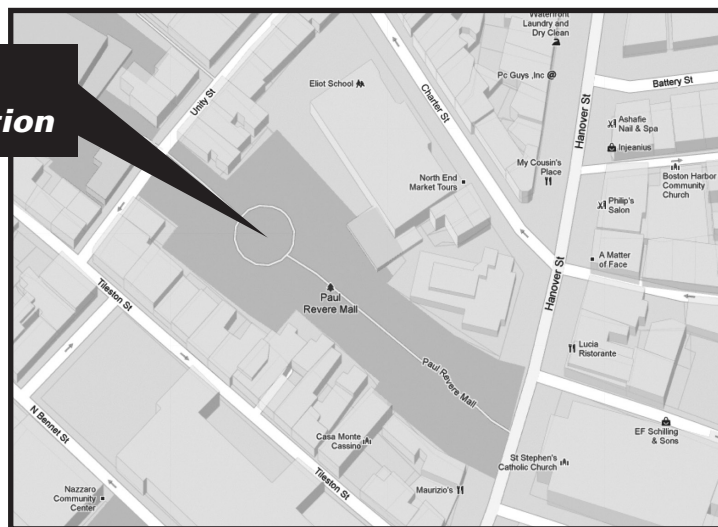 Waterfront
Laundry and
Dry Clean
Pc Guys ,Inc
Battery St
Eliot School
Unity St
Charter St
Hanover St
Ashafie
Nail & Spa
Injeanius
My Cousin's
Place
Boston Harbor
Community
Church
North End
Market Tours
Philip's
Salon
A Matter
of Face
Hanover St
Tileston St
Paul
Revere Mall
Lucia
Ristorante
Paul Revere Mall
N Bennet St
Casa Monte
Cassino
EF Schilling
& Sons
St Stephen's
Catholic Church
Tileston St
Maurizio's
Nazzaro
Community
Center